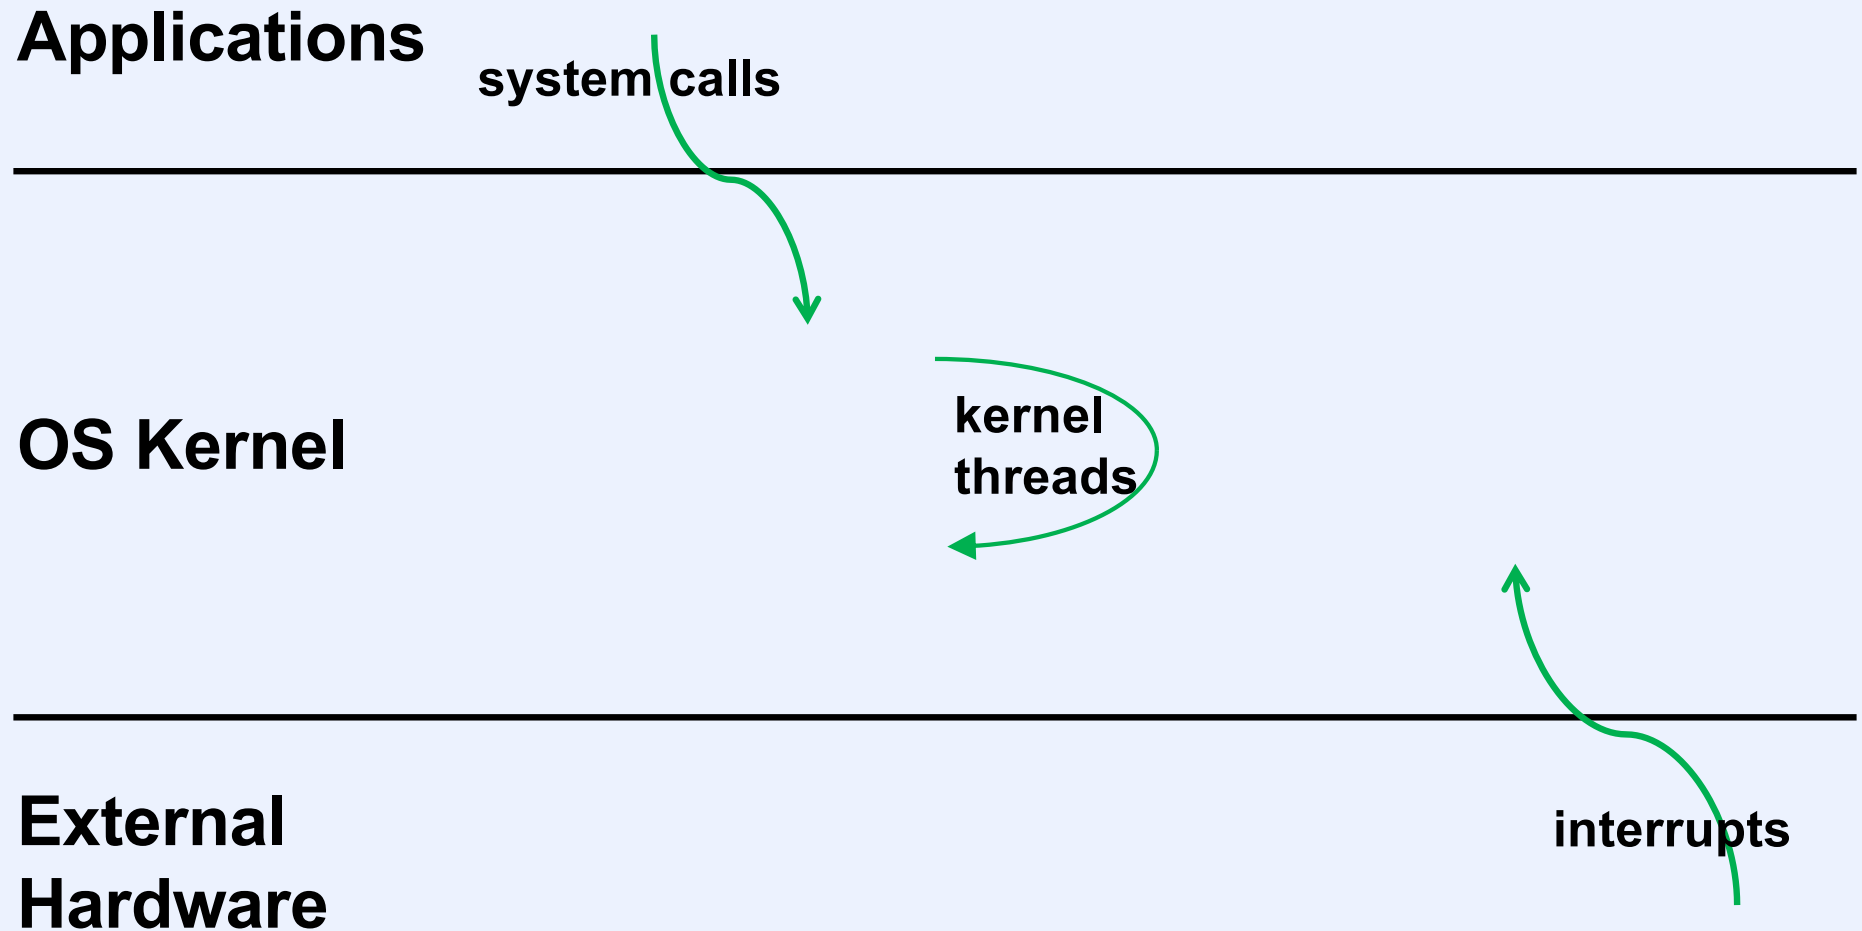 Applications
system calls
OS Kernel
kernel
threads
External
Hardware
interrupts